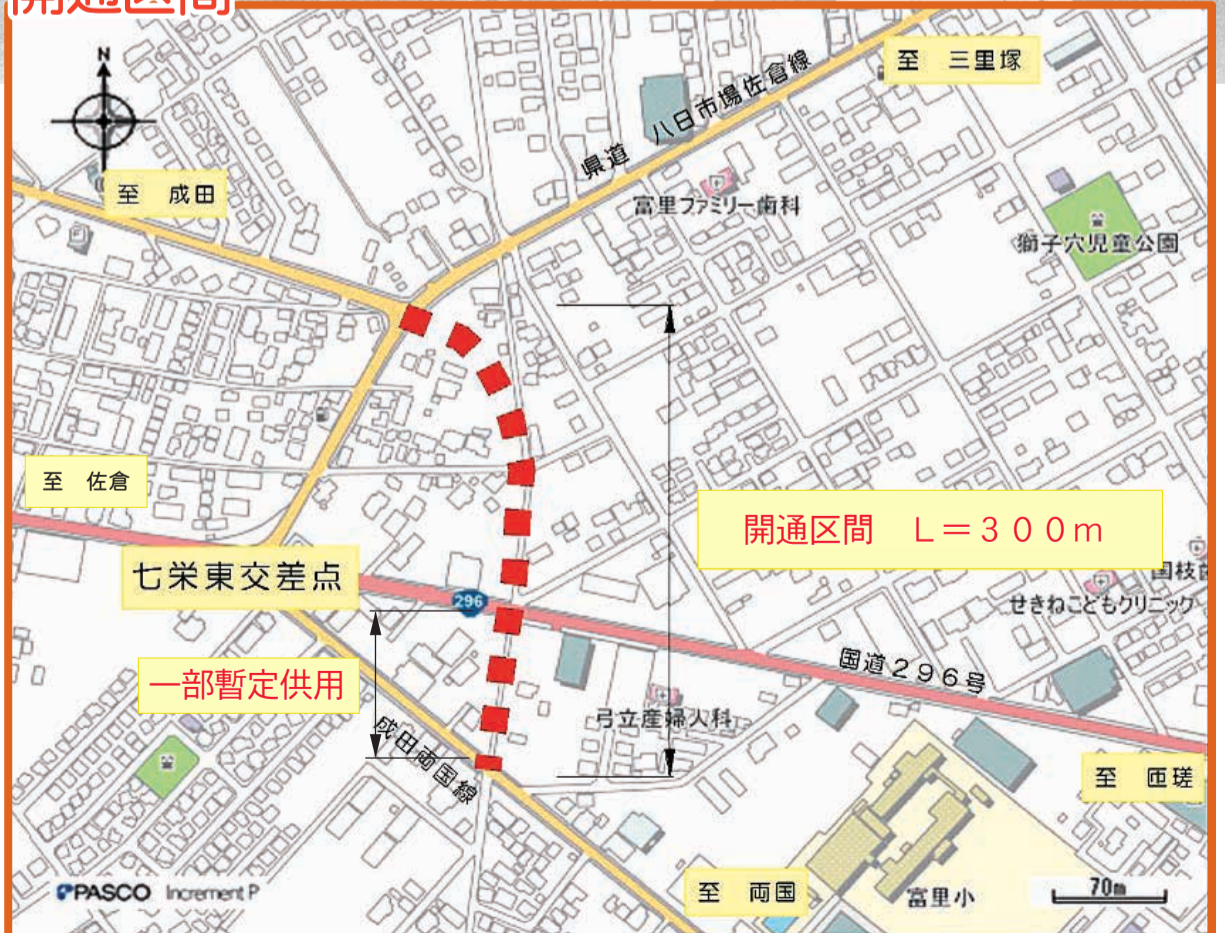 開通区間
N
至 三里塚
県道 八日市場佐倉線
至 成田
富里ファミリー歯科
獅子穴児童公園
至 佐倉
開通区間 L=300m
七栄東交差点
296
国枝歯
せきねこどもクリニック
国道296号
一部暫定供用
弓立産婦人科
成田両国線
至 匝瑳
至 両国
富里小
70m
PASCO Increment P